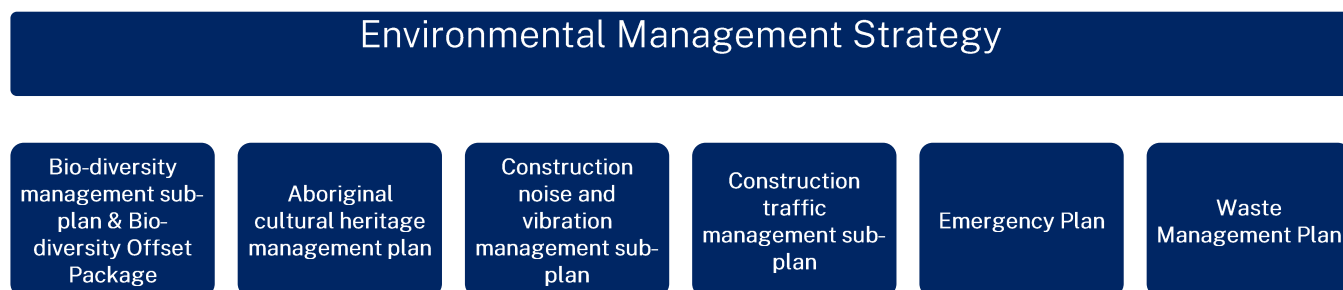 Environmental Management Strategy
Bio-diversity
management sub-
plan & Bio-
diversity Offset
Package
Aboriginal
cultural heritage
management plan
Construction
noise and
vibration
management sub-
plan
Construction
traffic
management sub-
plan
Emergency Plan
Waste
Management Plan